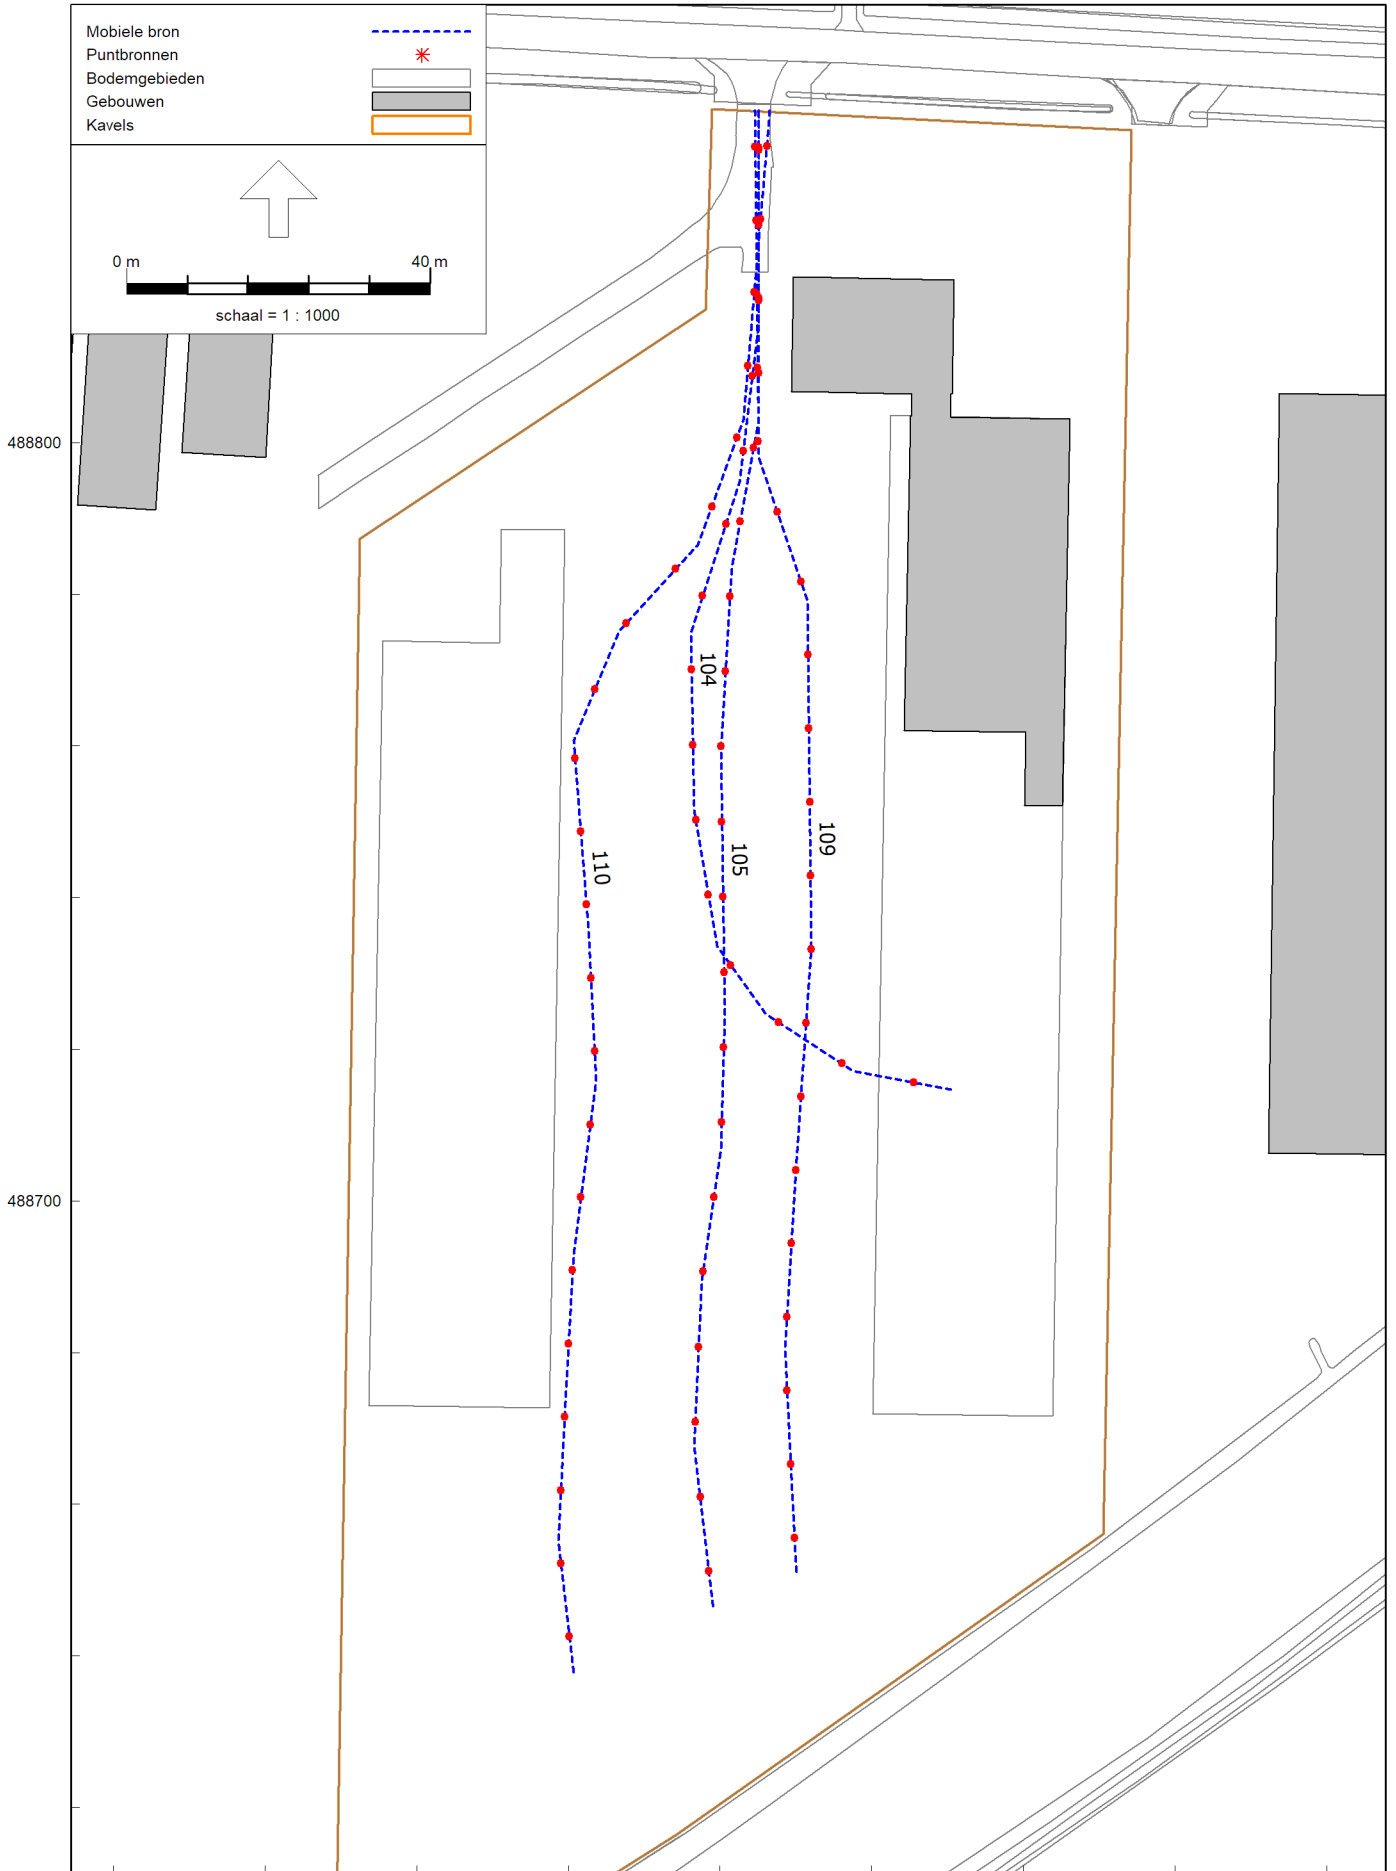 Mobiele bron
Puntbronnen
Bodemgebieden
Gebouwen
Kavels
0 m 40 m
schaal = 1 : 1000
488800
104
105
109
110
488700